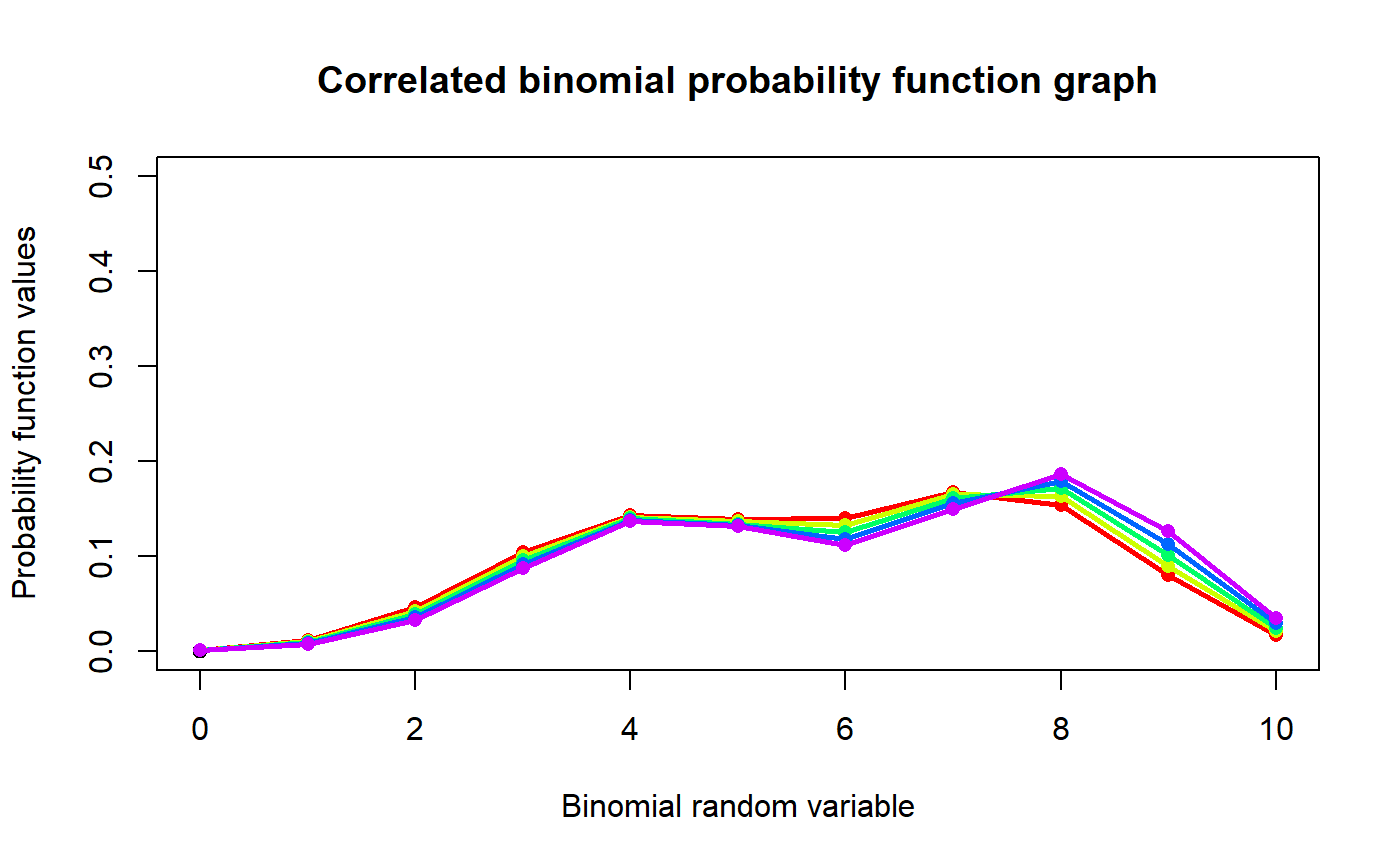 Correlated binomial probability function graph
Probability function values
0.5
0.4
0.3
0.2
0.1
0.0
0 2 4 6 8 10
Binomial random variable